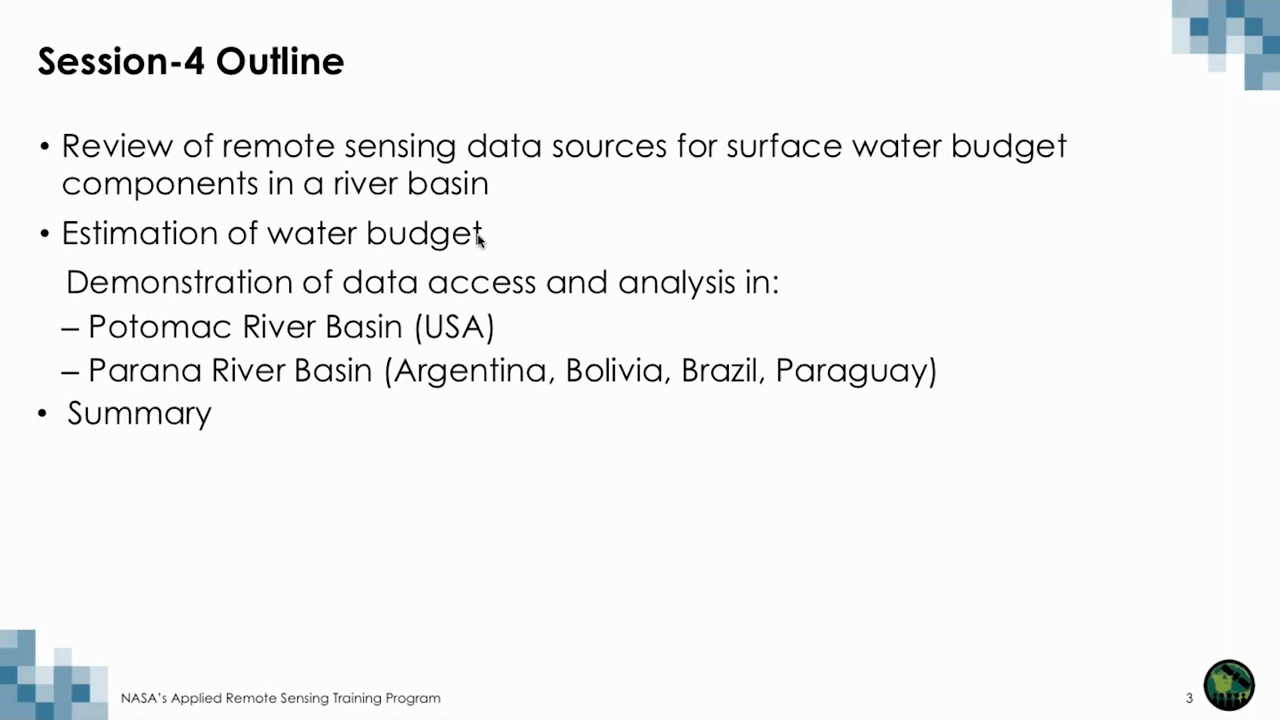 Session-4 Outline
• Review of remote sensing data sources for surface water budget
components in a river basin
• Estimation of water budget
Demonstration of data access and analysis in:
– Potomac River Basin (USA)
– Parana River Basin (Argentina, Bolivia, Brazil, Paraguay)
• Summary
NASA's Applied Remote Sensing Training Program
3